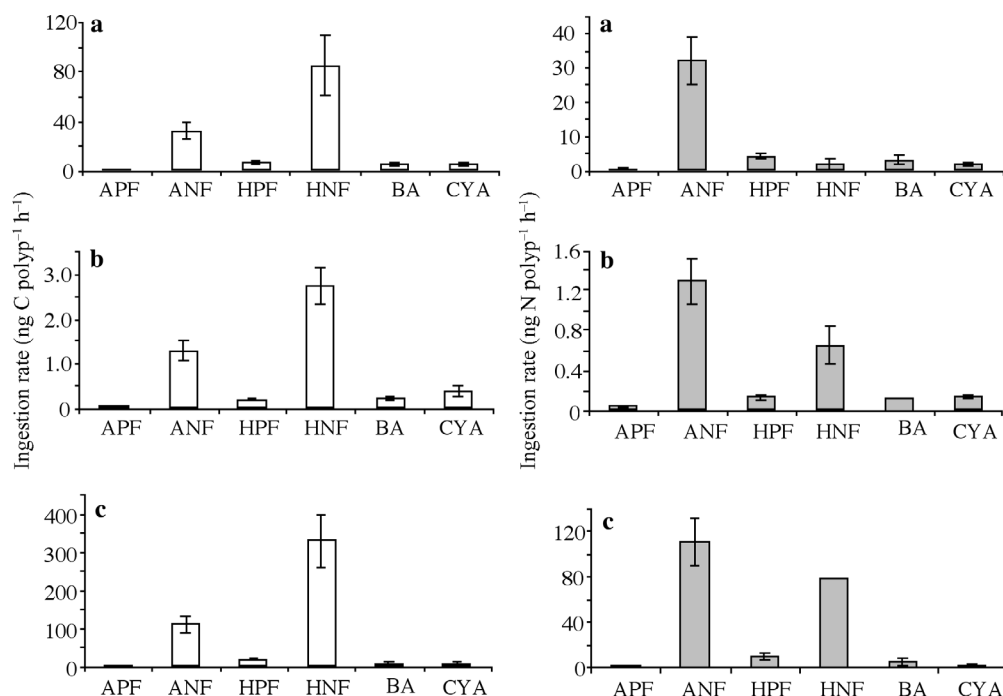 a
120
80
40
0
APF ANF HPF HNF BA CYA
a
40
30
20
10
0
APF ANF HPF HNF BA CYA
Ingestion rate (ng C polyp⁻¹ h⁻¹)
b
3.0
2.0
1.0
0
APF ANF HPF HNF BA CYA
Ingestion rate (ng N polyp⁻¹ h⁻¹)
b
1.6
1.2
0.8
0.4
0
APF ANF HPF HNF BA CYA
c
400
300
200
100
0
APF ANF HPF HNF BA CYA
c
120
80
40
0
APF ANF HPF HNF BA CYA